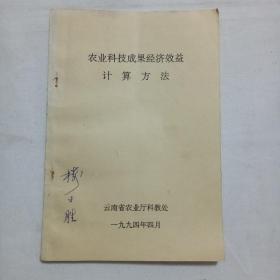 农业科技成果经济效益
计算方法
云南省农业厅科教处
一九九四年四月